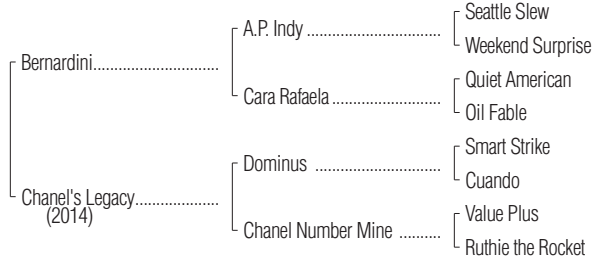 Seattle Slew
A.P. Indy ................................
Weekend Surprise
Bernardini..............................
Quiet American
Cara Rafaela ..........................
Oil Fable
Smart Strike
Dominus ..............................
Cuando
Chanel's Legacy....................
(2014)
Value Plus
Chanel Number Mine ..........
Ruthie the Rocket